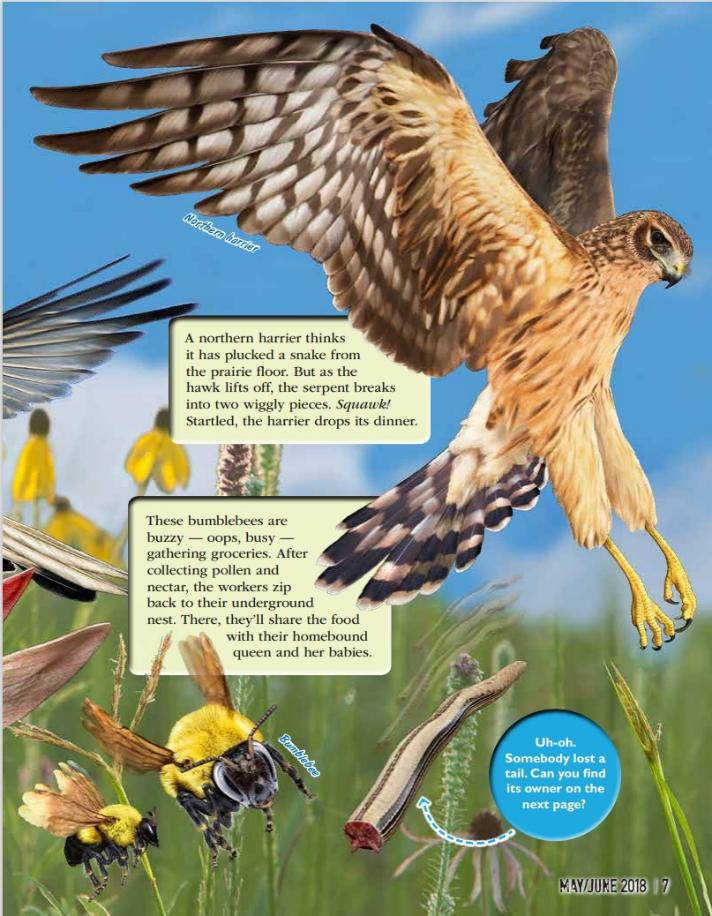 Northern harrier
A northern harrier thinks
it has plucked a snake from
the prairie floor. But as the
hawk lifts off, the serpent breaks
into two wiggly pieces. Squawk!
Startled, the harrier drops its dinner.
These bumblebees are
buzzy — oops, busy —
gathering groceries. After
collecting pollen and
nectar, the workers zip
back to their underground
nest. There, they’ll share the food
with their homebound
queen and her babies.
Bumblebee
Uh-oh.
Somebody lost a
tail. Can you find
its owner on the
next page?
MAY/JUNE 2018 | 7